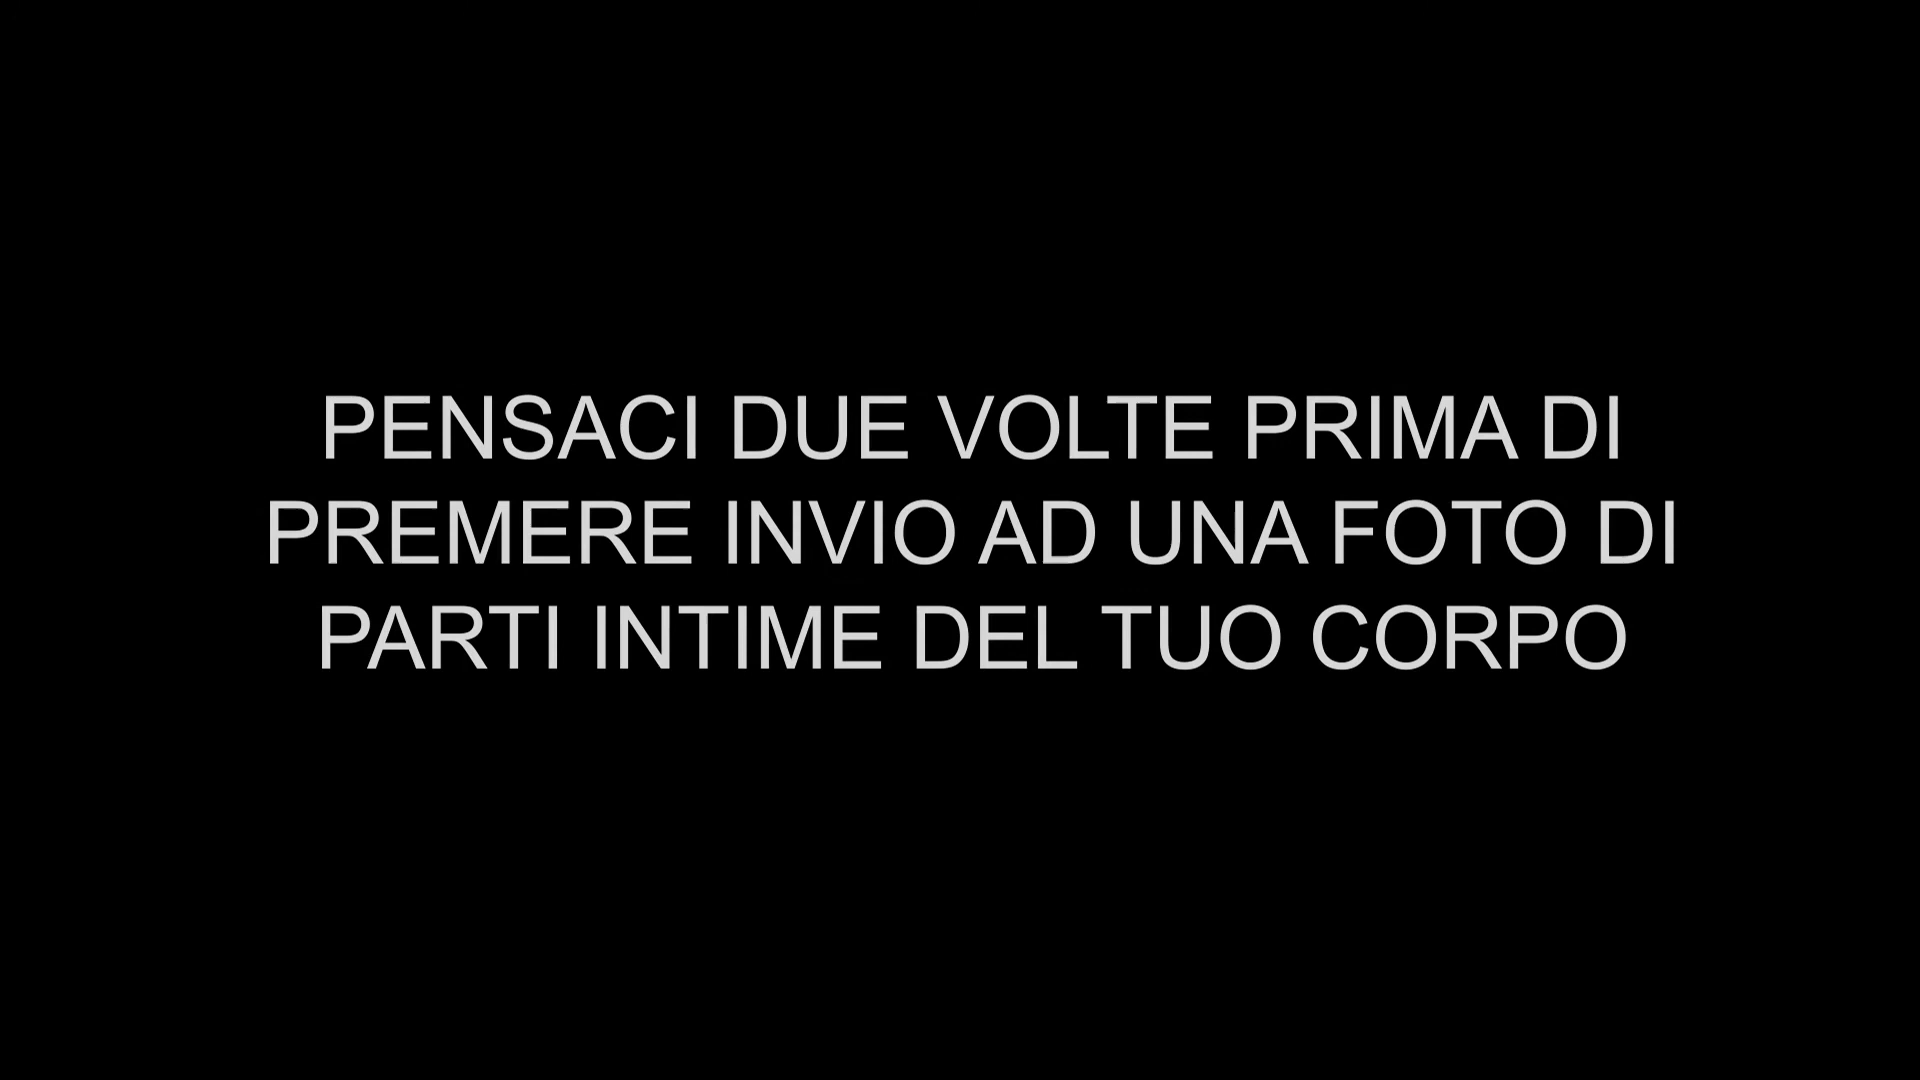 PENSACI DUE VOLTE PRIMA DI
PREMERE INVIO AD UNA FOTO DI
PARTI INTIME DEL TUO CORPO